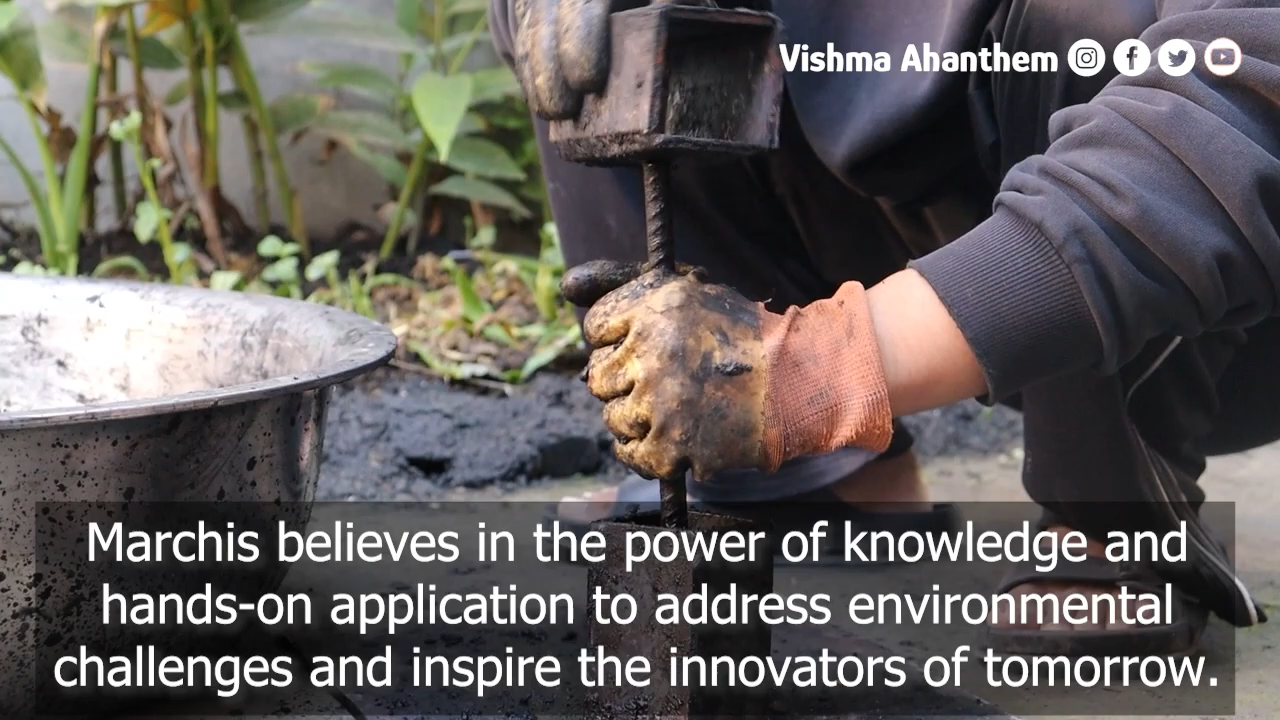 Vishma Ahanthem
Marchis believes in the power of knowledge and
hands-on application to address environmental
challenges and inspire the innovators of tomorrow.